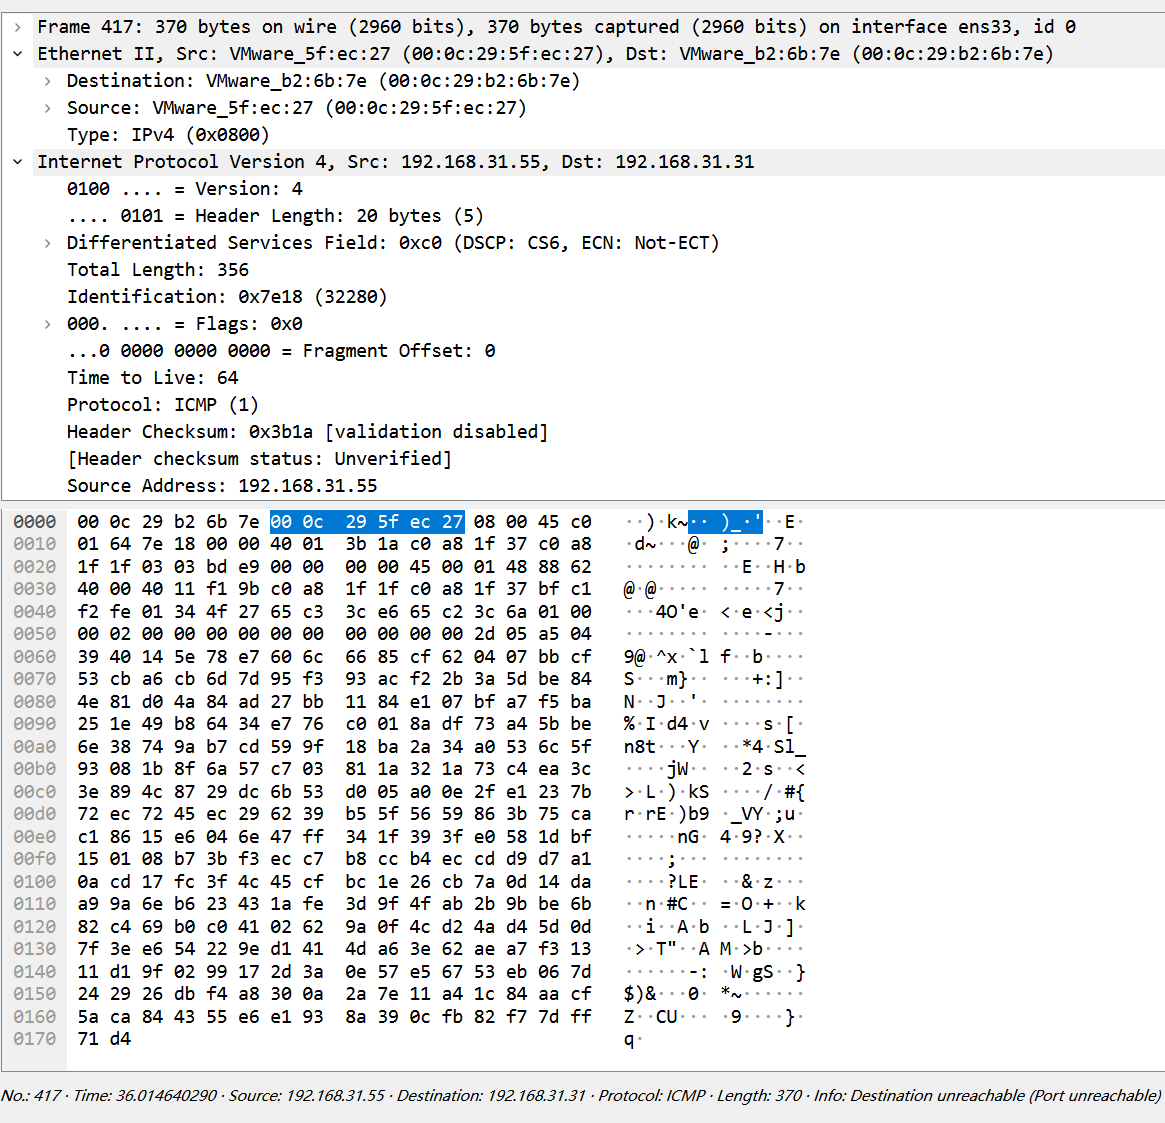 Frame 417: 370 bytes on wire (2960 bits), 370 bytes captured (2960 bits) on interface ens33, id 0
Ethernet II, Src: VMware_5f:ec:27 (00:0c:29:5f:ec:27), Dst: VMware_b2:6b:7e (00:0c:29:b2:6b:7e)
Destination: VMware_b2:6b:7e (00:0c:29:b2:6b:7e)
Source: VMware_5f:ec:27 (00:0c:29:5f:ec:27)
Type: IPv4 (0x0800)
Internet Protocol Version 4, Src: 192.168.31.55, Dst: 192.168.31.31
0100 .... = Version: 4
.... 0101 = Header Length: 20 bytes (5)
Differentiated Services Field: 0xc0 (DSCP: CS6, ECN: Not-ECT)
Total Length: 356
Identification: 0x7e18 (32280)
000. .... = Flags: 0x0
...0 0000 0000 0000 = Fragment Offset: 0
Time to Live: 64
Protocol: ICMP (1)
Header Checksum: 0x3b1a [validation disabled]
[Header checksum status: Unverified]
Source Address: 192.168.31.55
0000 00 0c 29 b2 6b 7e 00 0c 29 5f ec 27 08 00 45 c0 ··)·k~·· )_·'··E·
0010 01 64 7e 18 00 00 40 01 3b 1a c0 a8 1f 37 c0 a8 ·d~···@· ;····7··
0020 1f 1f 03 03 bd e9 00 00 00 00 45 00 01 48 88 62 ········ ··E··H·b
0030 40 00 40 11 f1 9b c0 a8 1f 1f c0 a8 1f 37 bf c1 @·@····· ·····7··
0040 f2 fe 01 34 4f 27 65 c3 3c e6 65 c2 3c 6a 01 00 ···4O'e· <·e·<j··
0050 00 02 00 00 00 00 00 00 00 00 00 00 2d 05 a5 04 ········ ····-···
0060 39 40 14 5e 78 e7 60 6c 66 85 cf 62 04 07 bb cf 9@·^x·`l f··b····
0070 53 cb a6 cb 6d 7d 95 f3 93 ac f2 2b 3a 5d be 84 S···m}·· ···+:]··
0080 4e 81 d0 4a 84 ad 27 bb 11 84 e1 07 bf a7 f5 ba N··J··'· ········
0090 25 1e 49 b8 64 34 e7 76 c0 01 8a df 73 a4 5b be %·I·d4·v ····s·[·
00a0 6e 38 74 9a b7 cd 59 9f 18 ba 2a 34 a0 53 6c 5f n8t···Y· ··*4·Sl_
00b0 93 08 1b 8f 6a 57 c7 03 81 1a 32 1a 73 c4 ea 3c ····jW·· ··2·s··<
00c0 3e 89 4c 87 29 dc 6b 53 d0 05 a0 0e 2f e1 23 7b >·L·)·kS ····/·#{
00d0 72 ec 72 45 ec 29 62 39 b5 5f 56 59 86 3b 75 ca r·rE·)b9 ·_VY·;u·
00e0 c1 86 15 e6 04 6e 47 ff 34 1f 39 3f e0 58 1d bf ·····nG· 4·9?·X··
00f0 15 01 08 b7 3b f3 ec c7 b8 cc b4 ec cd d9 d7 a1 ····;··· ········
0100 0a cd 17 fc 3f 4c 45 cf bc 1e 26 cb 7a 0d 14 da ····?LE· ··&·z···
0110 a9 9a 6e b6 23 43 1a fe 3d 9f 4f ab 2b 9b be 6b ··n·#C·· =·O·+··k
0120 82 c4 69 b0 c0 41 02 62 9a 0f 4c d2 4a d4 5d 0d ··i··A·b ··L·J·]·
0130 7f 3e e6 54 22 9e d1 41 4d a6 3e 62 ae a7 f3 13 ·>·T"··A M·>b····
0140 11 d1 9f 02 99 17 2d 3a 0e 57 e5 67 53 eb 06 7d ······-: ·W·gS··}
0150 24 29 26 db f4 a8 30 0a 2a 7e 11 a4 1c 84 aa cf $)&···0· *~······
0160 5a ca 84 43 55 e6 e1 93 8a 39 0c fb 82 f7 7d ff Z··CU··· ·9····}·
0170 71 d4 q·
No.: 417 · Time: 36.014640290 · Source: 192.168.31.55 · Destination: 192.168.31.31 · Protocol: ICMP · Length: 370 · Info: Destination unreachable (Port unreachable)